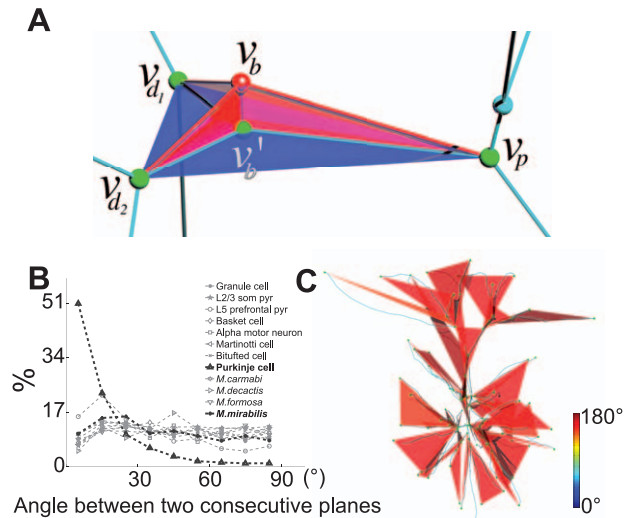 A
v_b
v_d1
v_b'
v_p
v_d2
B
51
34
17
0
%
0
30
60
90
(°)
Angle between two consecutive planes
Granule cell
L2/3 som pyr
L5 prefrontal pyr
Basket cell
Alpha motor neuron
Martinotti cell
Bitufted cell
Purkinje cell
M.carmabi
M.decactis
M.formosa
M.mirabilis
C
180°
0°